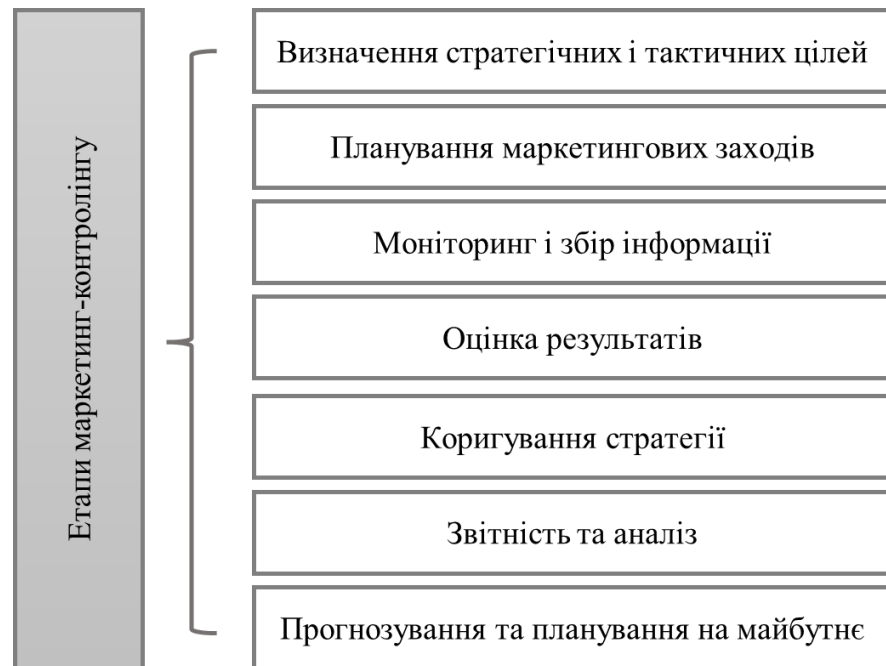 Етапи маркетинг-контролінгу
Визначення стратегічних і тактичних цілей
Планування маркетингових заходів
Моніторинг і збір інформації
Оцінка результатів
Коригування стратегії
Звітність та аналіз
Прогнозування та планування на майбутнє